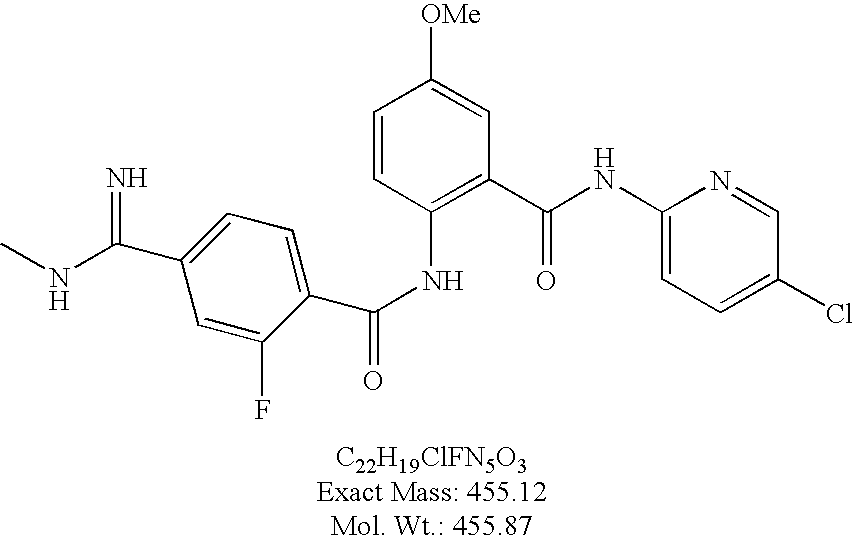 OMe
NH
H
N
N
N
H
O
NH
Cl
O
F
C22H19ClFN5O3
Exact Mass: 455.12
Mol. Wt.: 455.87